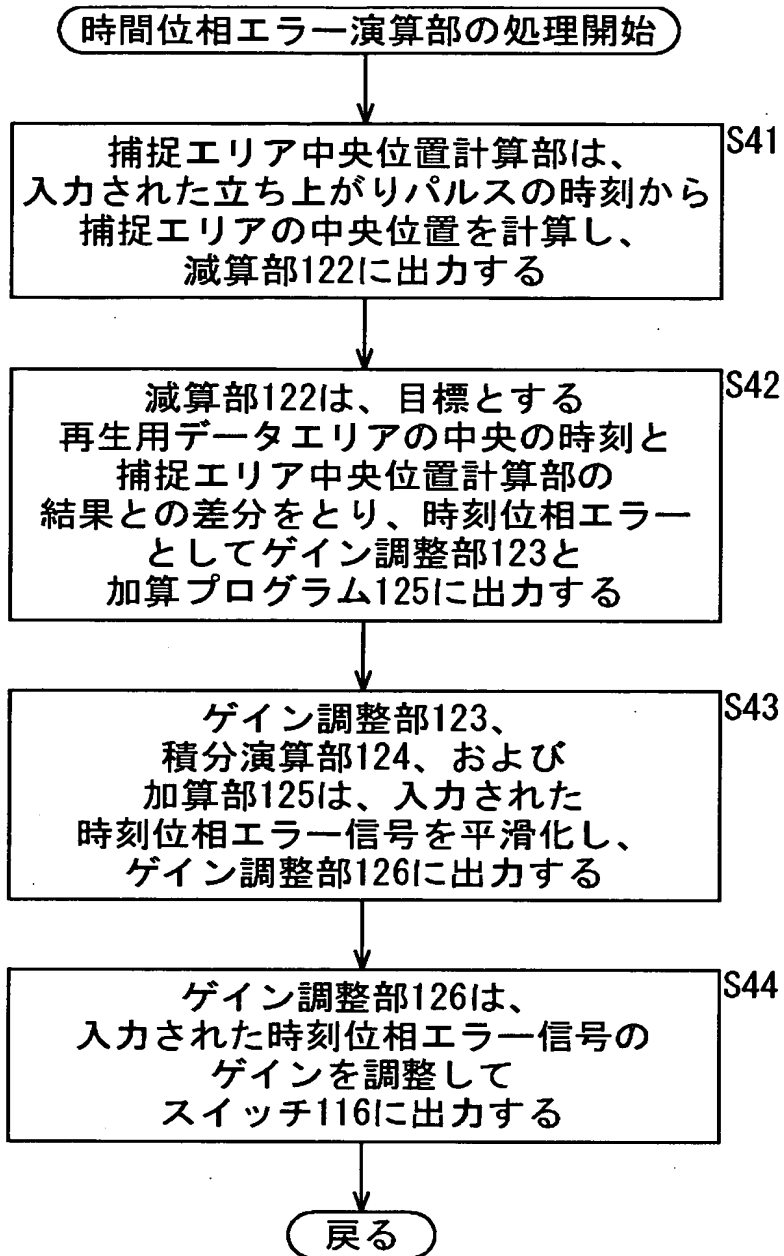 時間位相エラー演算部の処理開始
S41
捕捉エリア中央位置計算部は、
入力された立ち上がりパルスの時刻から
捕捉エリアの中央位置を計算し、
減算部122に出力する
S42
減算部122は、目標とする
再生用データエリアの中央の時刻と
捕捉エリア中央位置計算部の
結果との差分をとり、時刻位相エラー
としてゲイン調整部123と
加算プログラム125に出力する
S43
ゲイン調整部123、
積分演算部124、および
加算部125は、入力された
時刻位相エラー信号を平滑化し、
ゲイン調整部126に出力する
S44
ゲイン調整部126は、
入力された時刻位相エラー信号の
ゲインを調整して
スイッチ116に出力する
戻る